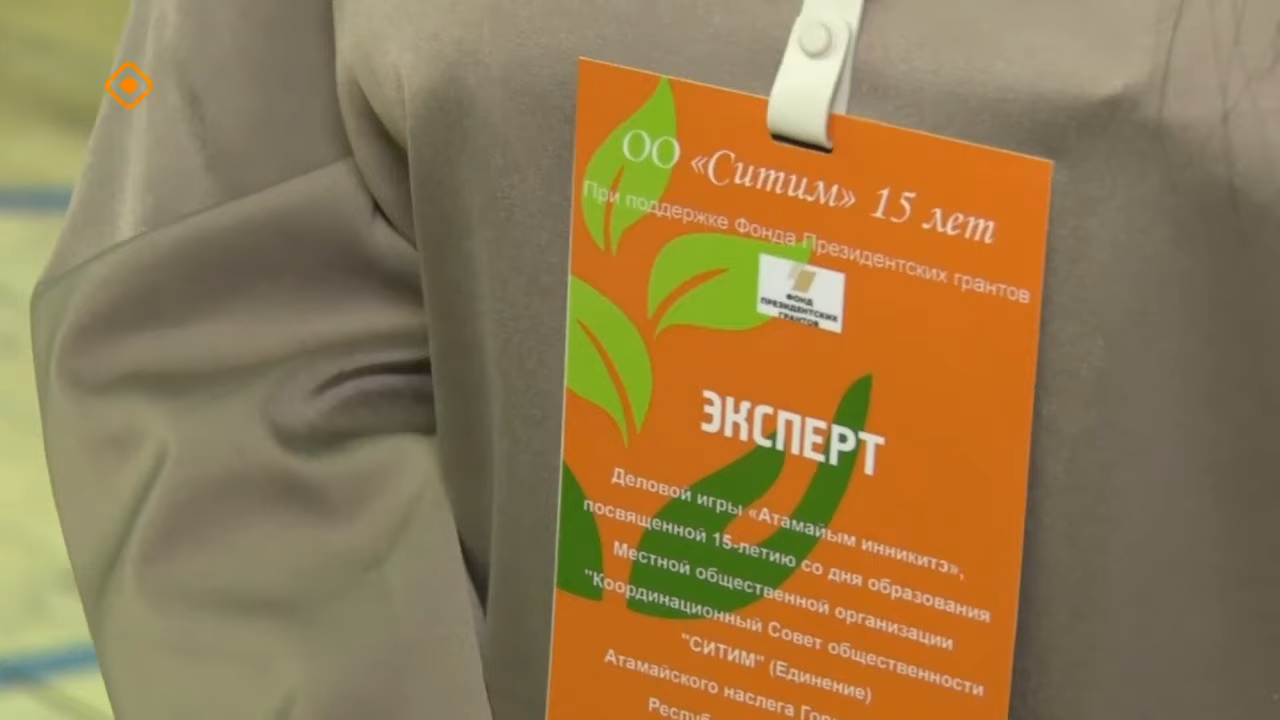 ОО «Ситим» 15 лет
При поддержке Фонда Президентских грантов
ФОНД
ПРЕЗИДЕНТСКИХ
ГРАНТОВ
ЭКСПЕРТ
Деловой игры «Атамайым инникитэ»,
посвященной 15-летию со дня образования
Местной общественной организации
"Координационный Совет общественности
"СИТИМ" (Единение)
Атамайского наслега